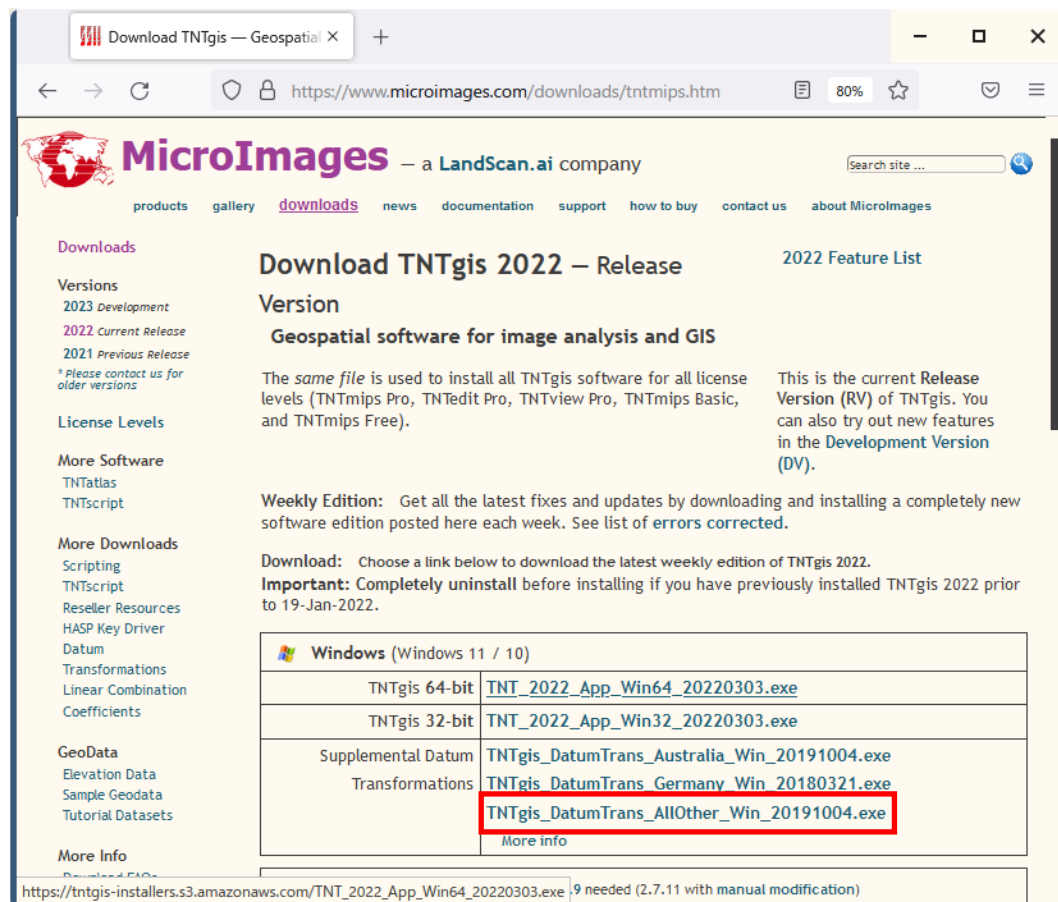 Download TNTgis — Geospatial
https://www.microimages.com/downloads/tntmips.htm
80%
MicroImages – a LandScan.ai company
Search site ...
products gallery downloads news documentation support how to buy contact us about MicroImages
Downloads
Versions
2023 Development
2022 Current Release
2021 Previous Release
* Please contact us for
older versions
License Levels
More Software
TNTatlas
TNTscript
More Downloads
Scripting
TNTscript
Reseller Resources
HASP Key Driver
Datum
Transformations
Linear Combination
Coefficients
GeoData
Elevation Data
Sample Geodata
Tutorial Datasets
More Info
Download FAQs
Download TNTgis 2022 – Release
Version
2022 Feature List
Geospatial software for image analysis and GIS
The same file is used to install all TNTgis software for all license
levels (TNTmips Pro, TNTedit Pro, TNTview Pro, TNTmips Basic,
and TNTmips Free).
This is the current Release
Version (RV) of TNTgis. You
can also try out new features
in the Development Version
(DV).
Weekly Edition: Get all the latest fixes and updates by downloading and installing a completely new
software edition posted here each week. See list of errors corrected.
Download: Choose a link below to download the latest weekly edition of TNTgis 2022.
Important: Completely uninstall before installing if you have previously installed TNTgis 2022 prior
to 19-Jan-2022.
Windows (Windows 11 / 10)
TNTgis 64-bit TNT_2022_App_Win64_20220303.exe
TNTgis 32-bit TNT_2022_App_Win32_20220303.exe
Supplemental Datum TNTgis_DatumTrans_Australia_Win_20191004.exe
Transformations TNTgis_DatumTrans_Germany_Win_20180321.exe
TNTgis_DatumTrans_AllOther_Win_20191004.exe
More info
https://tntgis-installers.s3.amazonaws.com/TNT_2022_App_Win64_20220303.exe .9 needed (2.7.11 with manual modification)